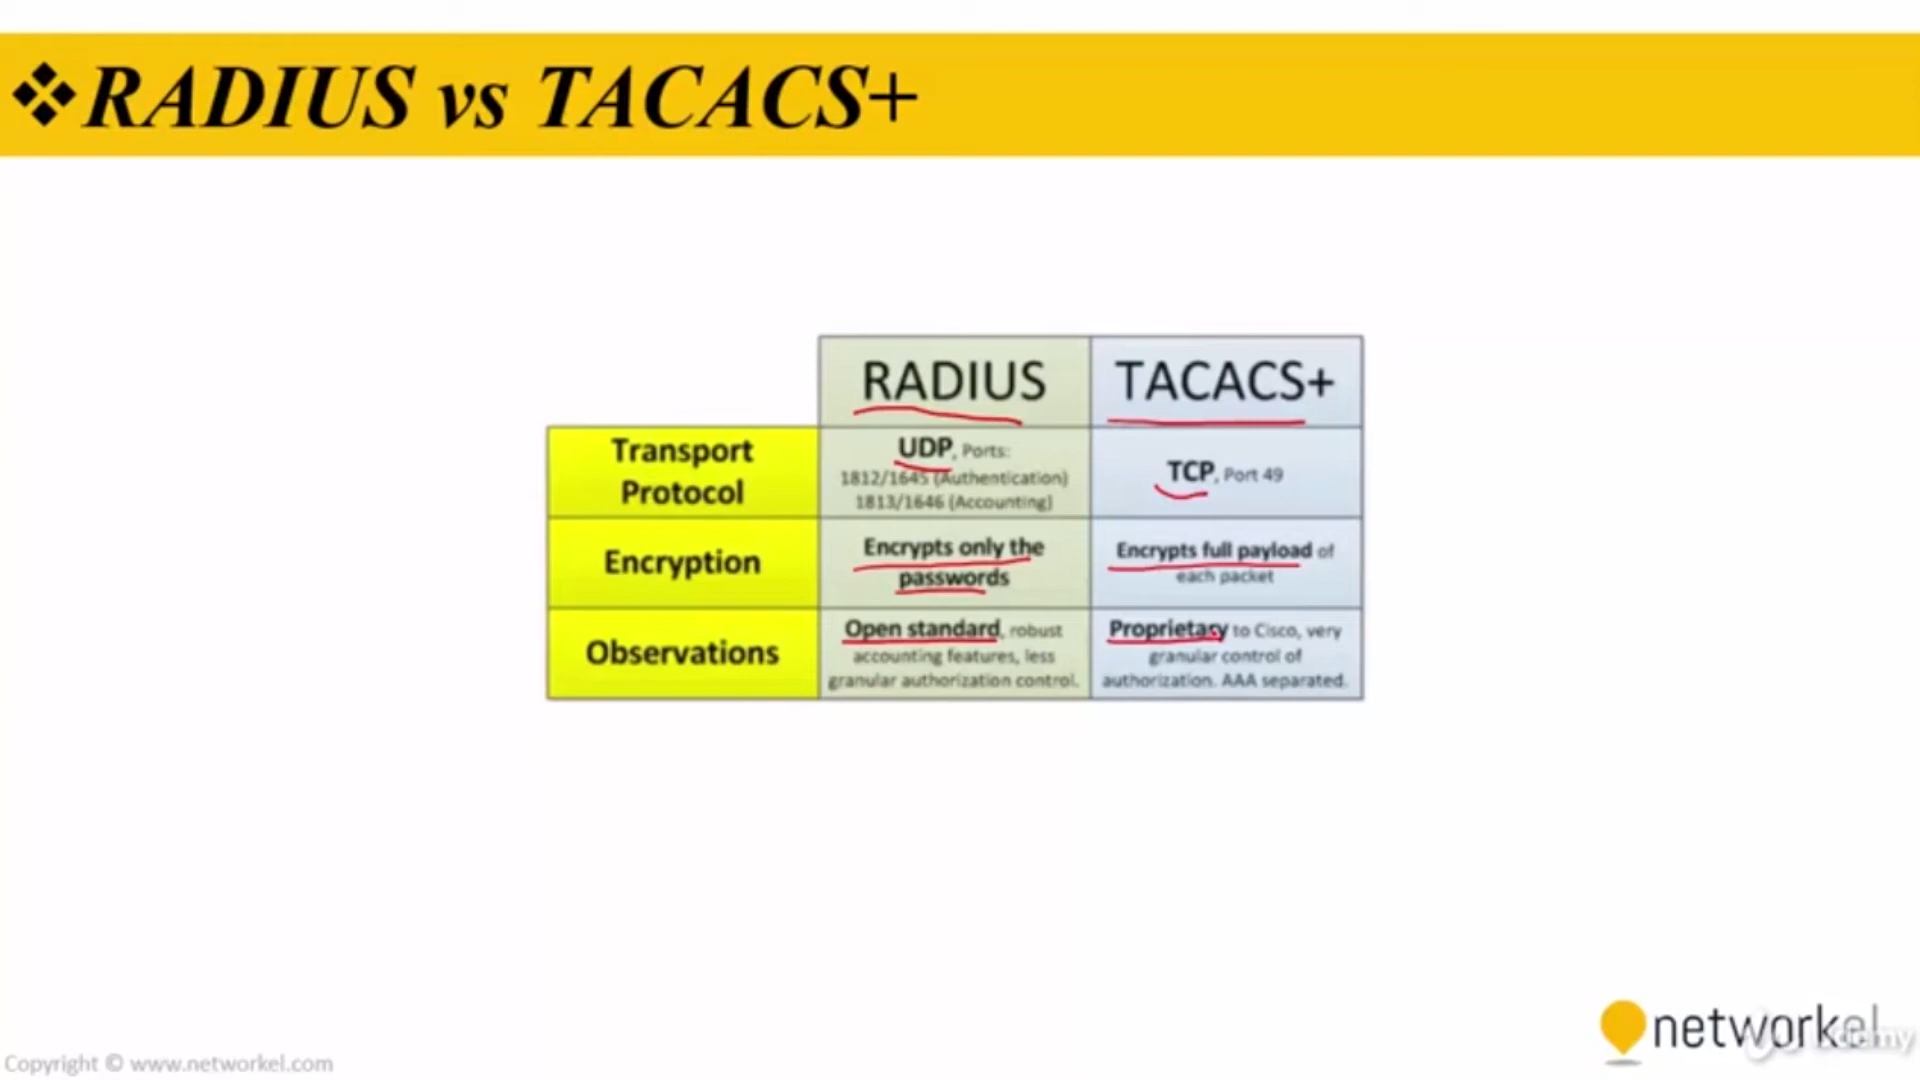 ❖RADIUS vs TACACS+
RADIUS
TACACS+
Transport
Protocol
UDP, Ports:
1812/1645 (Authentication)
1813/1646 (Accounting)
TCP, Port 49
Encryption
Encrypts only the
passwords
Encrypts full payload of
each packet
Observations
Open standard, robust
accounting features, less
granular authorization control.
Proprietary to Cisco, very
granular control of
authorization. AAA separated.
networkel
Copyright © www.networkel.com